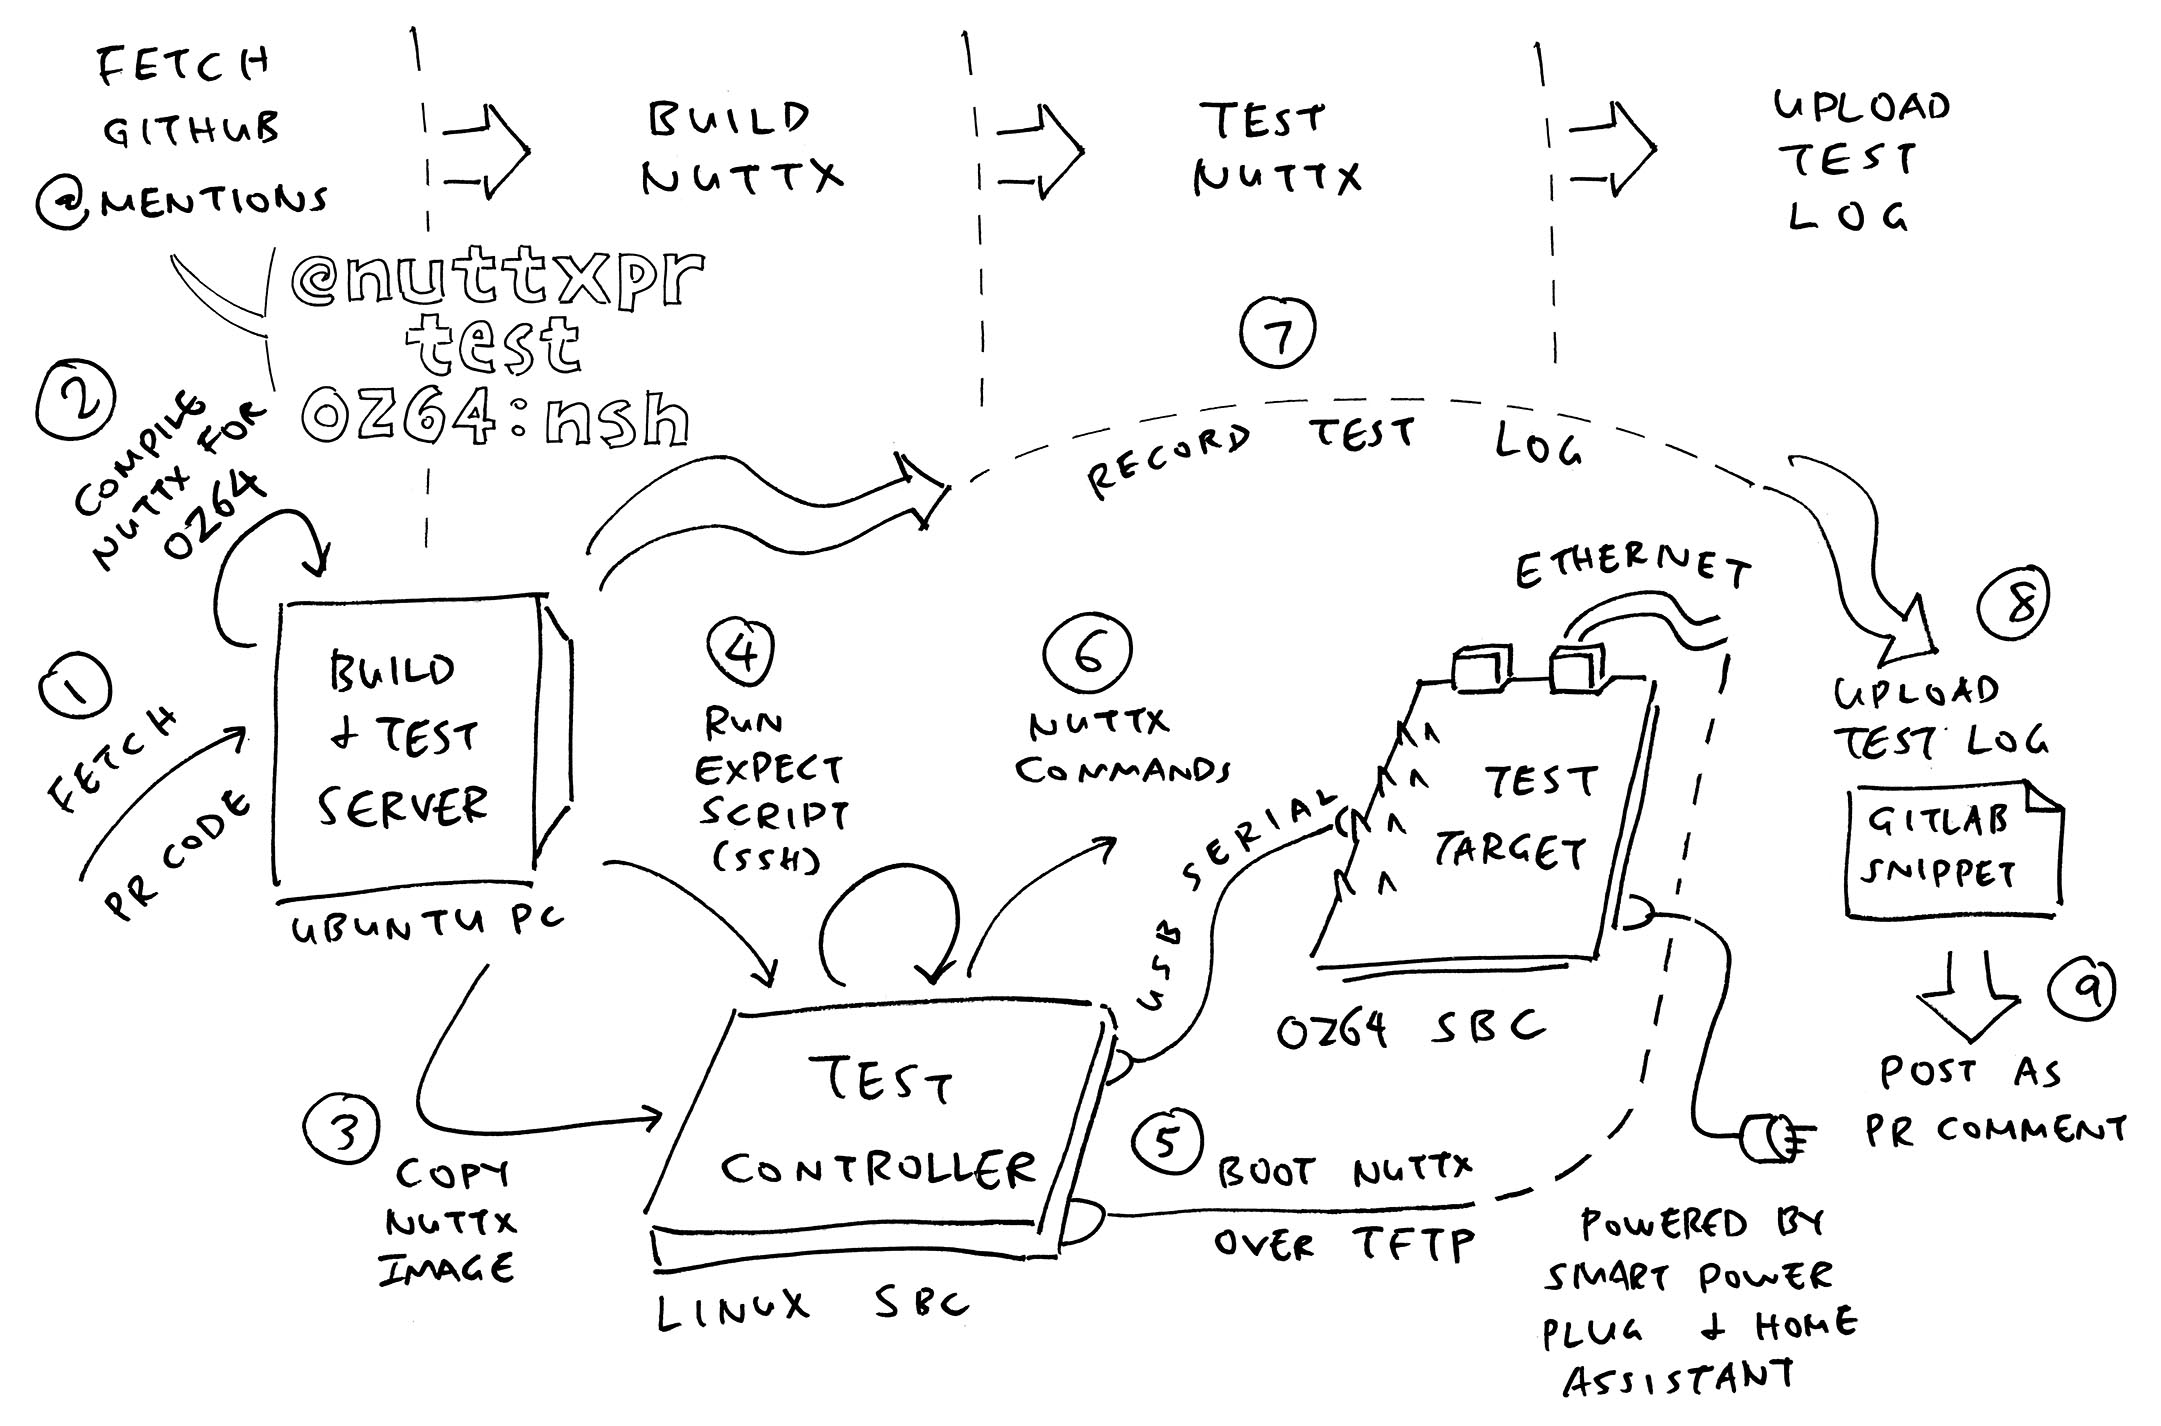 FETCH
GITHUB
@MENTIONS
BUILD
NUTTX
TEST
NUTTX
UPLOAD
TEST
LOG
@nuttxpr
test
oz64:nsh
1
FETCH
PR CODE
2
COMPILE
NUTTX FOR
OZ64
BUILD
& TEST
SERVER
UBUNTU PC
3
COPY
NUTTX
IMAGE
4
RUN
EXPECT
SCRIPT
(SSH)
TEST
CONTROLLER
LINUX SBC
5
BOOT NUTTX
OVER TFTP
6
NUTTX
COMMANDS
USB SERIAL
ETHERNET
TEST
TARGET
OZ64 SBC
POWERED BY
SMART POWER
PLUG & HOME
ASSISTANT
7
RECORD TEST LOG
8
UPLOAD
TEST LOG
GITLAB
SNIPPET
9
POST AS
PR COMMENT